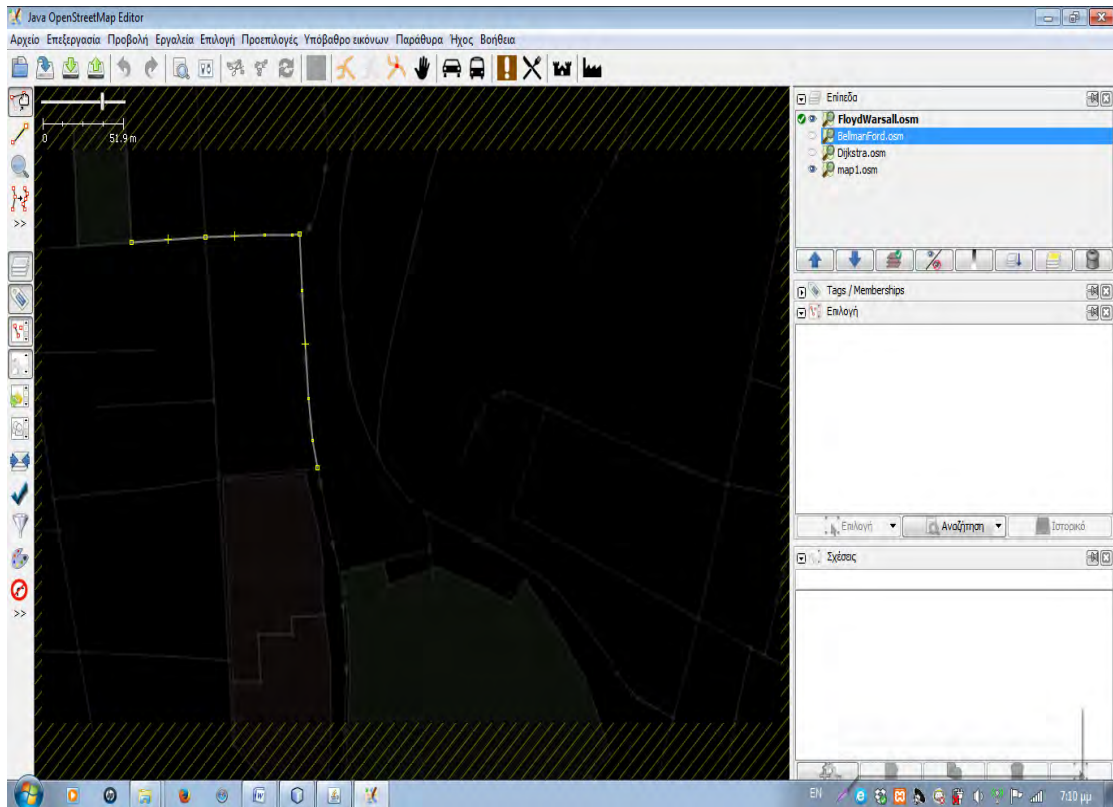 Java OpenStreetMap Editor
Αρχείο Επεξεργασία Προβολή Εργαλεία Επιλογή Προεπιλογές Υπόβαθρο εικόνων Παράθυρα Ήχος Βοήθεια
0 51.9 m
>>
>>
Επίπεδα
FloydWarsall.osm
BellmanFord.osm
Dijkstra.osm
map1.osm
Tags / Memberships
Επιλογή
Επιλογή Αναζήτηση Ιστορικό
Σχέσεις
EN 7:10 μμ